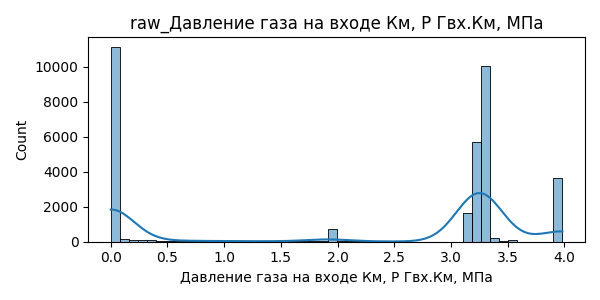 raw_Давление газа на входе Км, Р Гвх.Км, МПа
Count
10000
8000
6000
4000
2000
0
0.0 0.5 1.0 1.5 2.0 2.5 3.0 3.5 4.0
Давление газа на входе Км, Р Гвх.Км, МПа